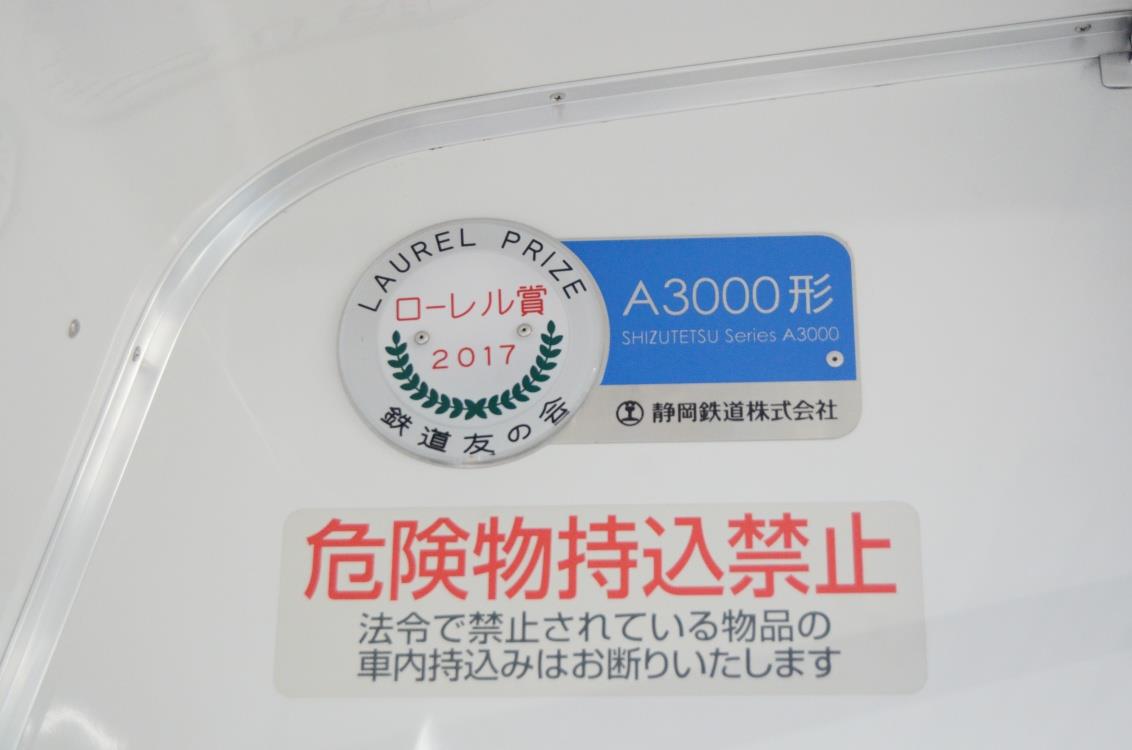 LAUREL PRIZE
ローレル賞
2017
鉄道友の会
A3000形
SHIZUTETSU Series A3000
静岡鉄道株式会社
危険物持込禁止
法令で禁止されている物品の
車内持込みはお断りいたします